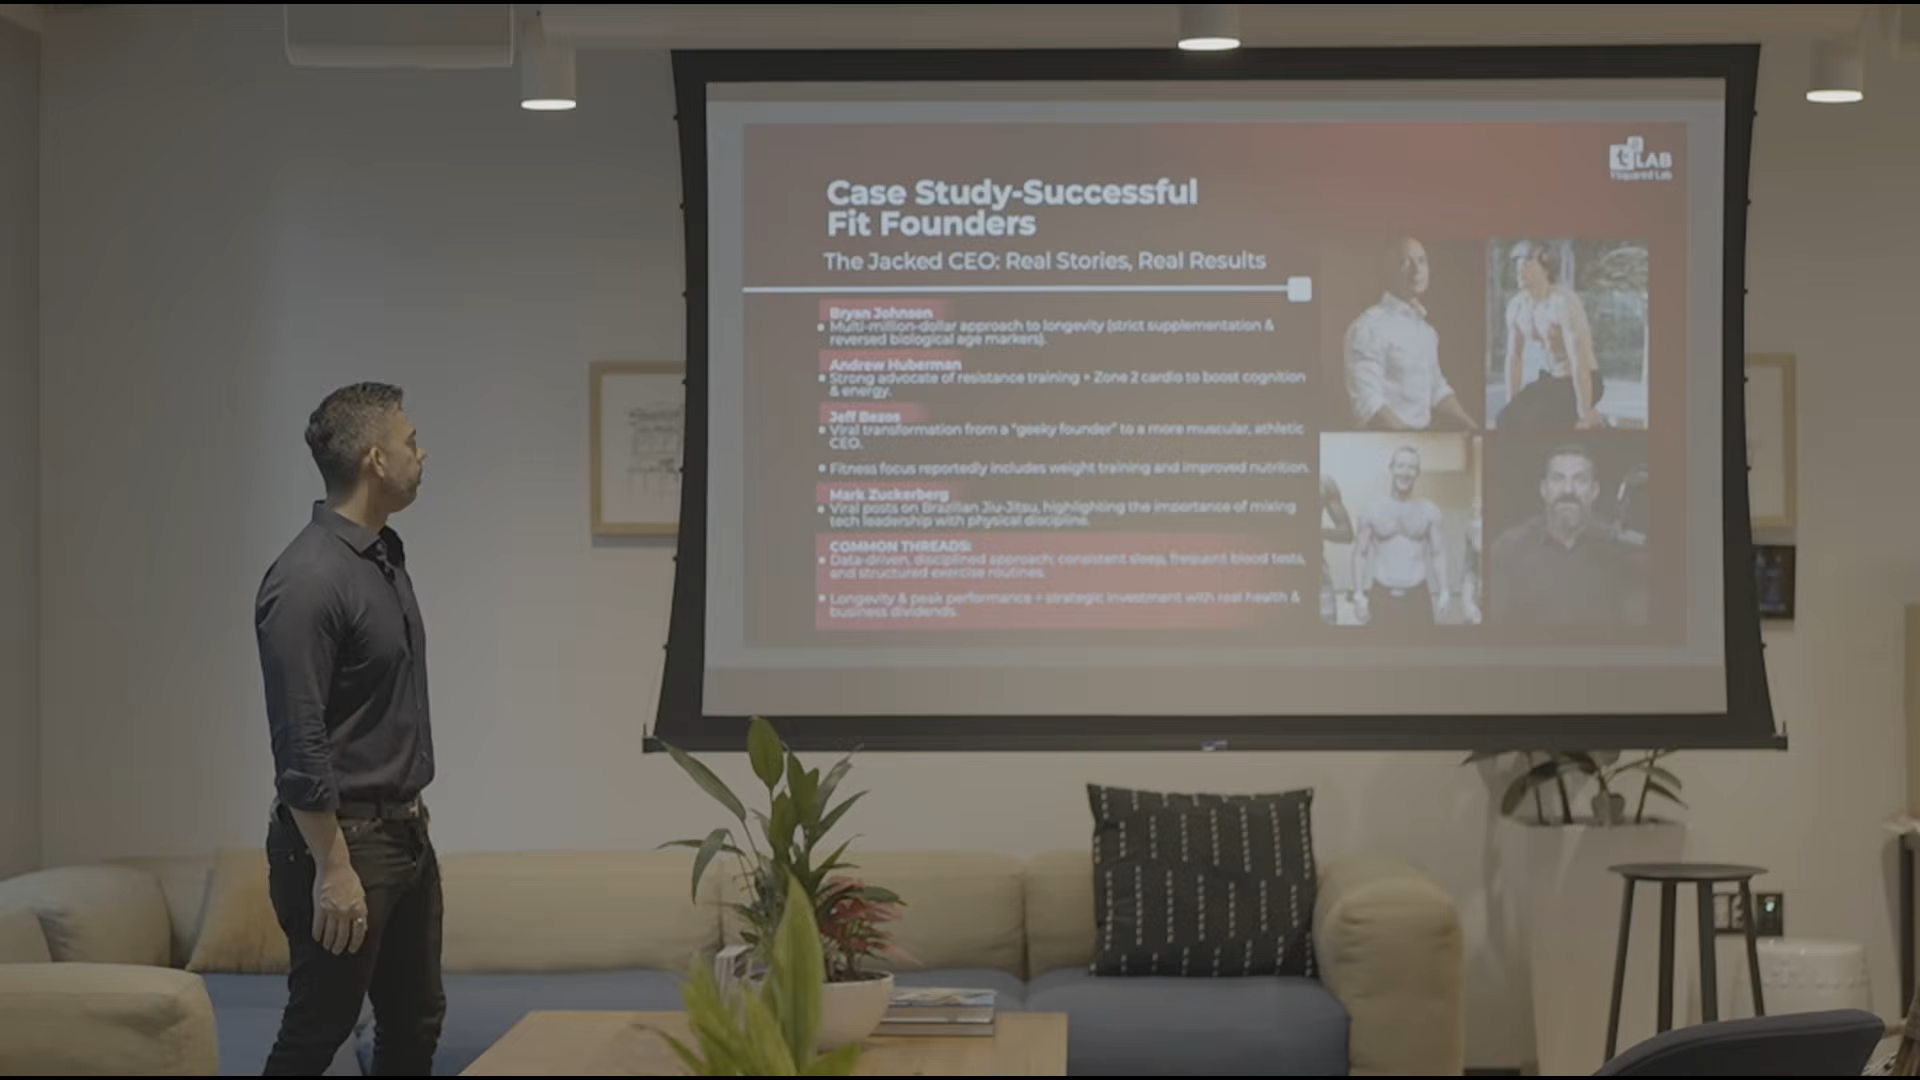 t2 LAB
TSquared Lab
Case Study-Successful
Fit Founders
The Jacked CEO: Real Stories, Real Results
Bryan Johnson
• Multi-million-dollar approach to longevity (strict supplementation &
reversed biological age markers).
Andrew Huberman
• Strong advocate of resistance training + Zone 2 cardio to boost cognition
& energy.
Jeff Bezos
• Viral transformation from a "geeky founder" to a more muscular, athletic
CEO.
• Fitness focus reportedly includes weight training and improved nutrition.
Mark Zuckerberg
• Viral posts on Brazilian Jiu-Jitsu, highlighting the importance of mixing
tech leadership with physical discipline.
COMMON THREADS:
• Data-driven, disciplined approach: consistent sleep, frequent blood tests,
and structured exercise routines.
• Longevity & peak performance = strategic investment with real health &
business dividends.